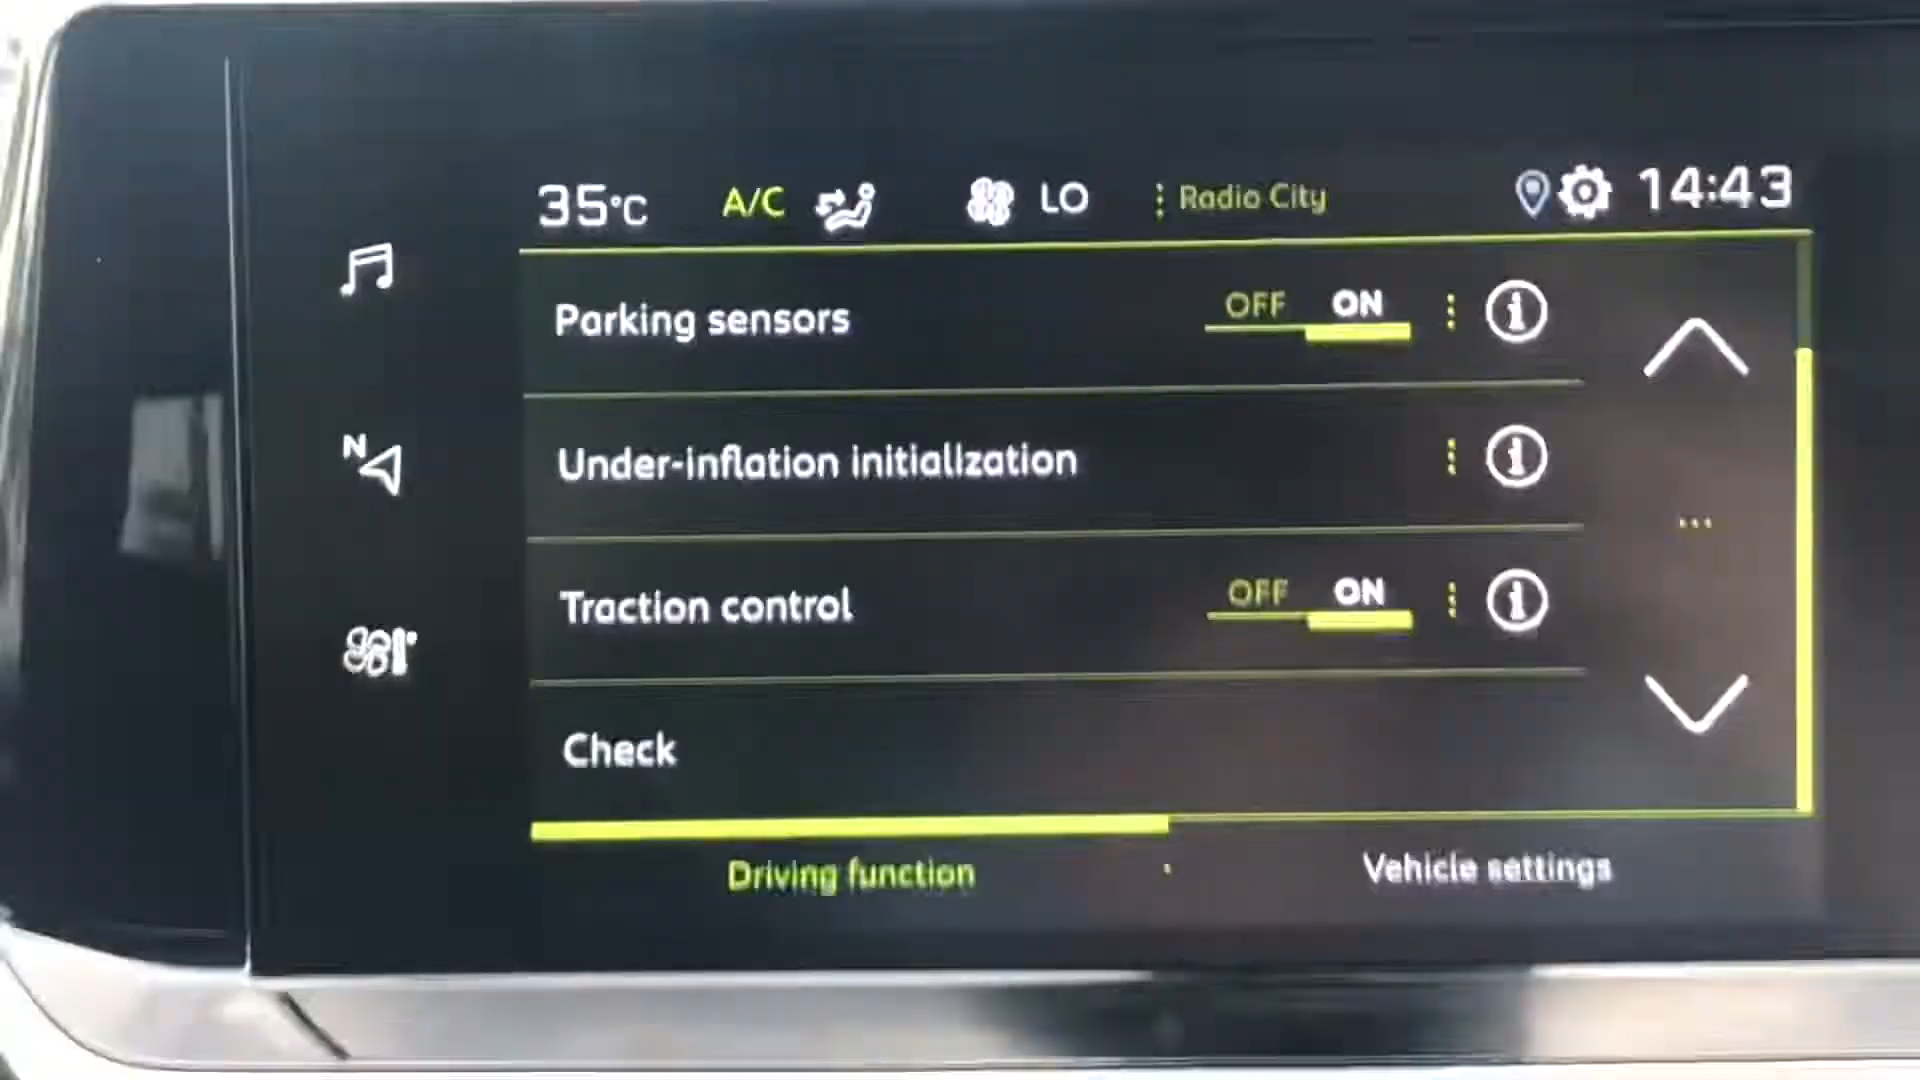 35°C A/C LO Radio City 14:43
Parking sensors OFF ON
N
Under-inflation initialization
Traction control OFF ON
Check
Driving function Vehicle settings